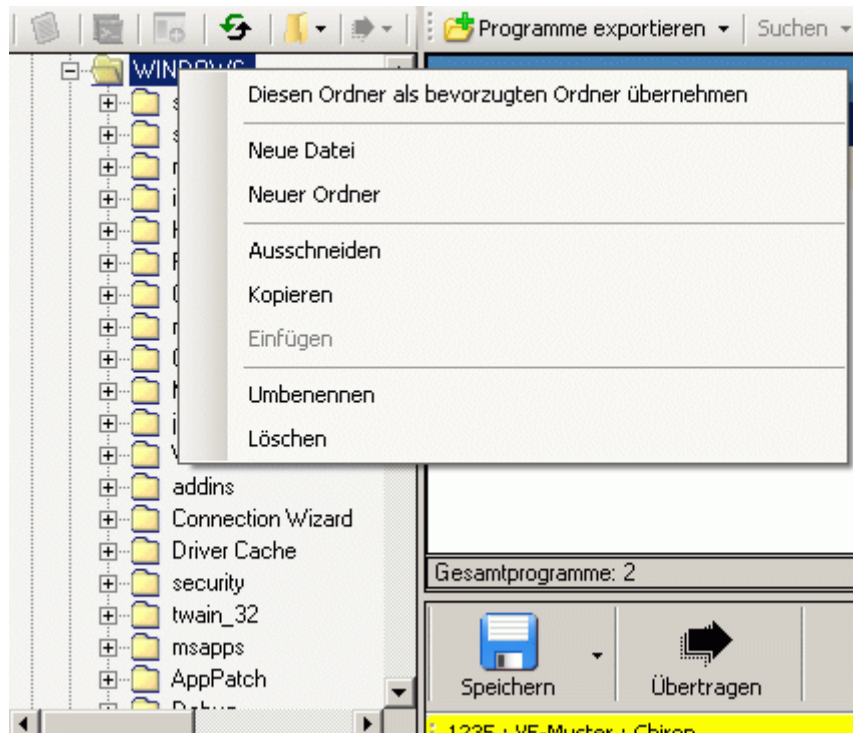 Programme exportieren
Suchen
WINDOWS
Diesen Ordner als bevorzugten Ordner übernehmen
Neue Datei
Neuer Ordner
Ausschneiden
Kopieren
Einfügen
Umbenennen
Löschen
addins
Connection Wizard
Driver Cache
security
twain_32
msapps
AppPatch
Gesamtprogramme: 2
Speichern
Übertragen